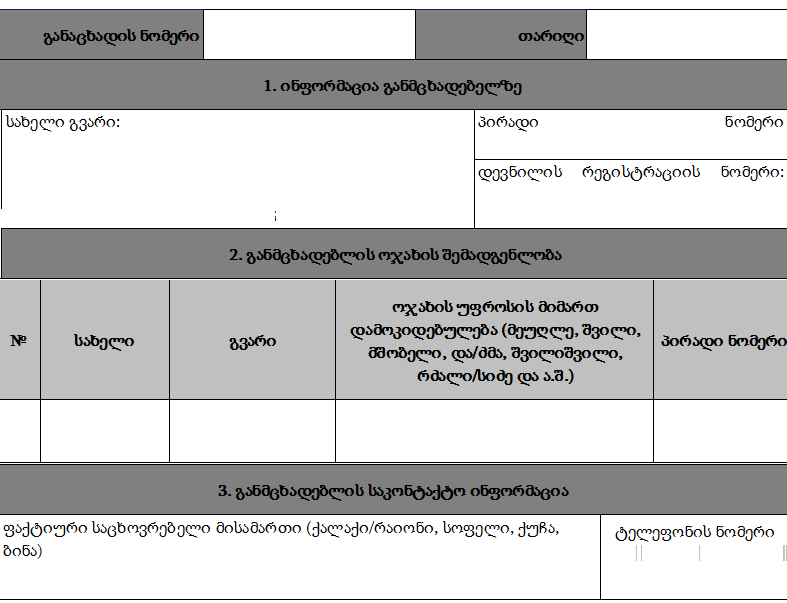 განაცხადის ნომერი თარიღი
1. ინფორმაცია განმცხადებელზე
სახელი გვარი: პირადი ნომერი
დევნილის რეგისტრაციის ნომერი:
;
2. განმცხადებლის ოჯახის შემადგენლობა
№ სახელი გვარი ოჯახის უფროსის მიმართ
დამოკიდებულება (მეუღლე, შვილი,
მშობელი, და/ძმა, შვილიშვილი,
რძალი/სიძე და ა.შ.) პირადი ნომერი
3. განმცხადებლის საკონტაქტო ინფორმაცია
ფაქტიური საცხოვრებელი მისამართი (ქალაქი/რაიონი, სოფელი, ქუჩა,
ბინა) ტელეფონის ნომერი